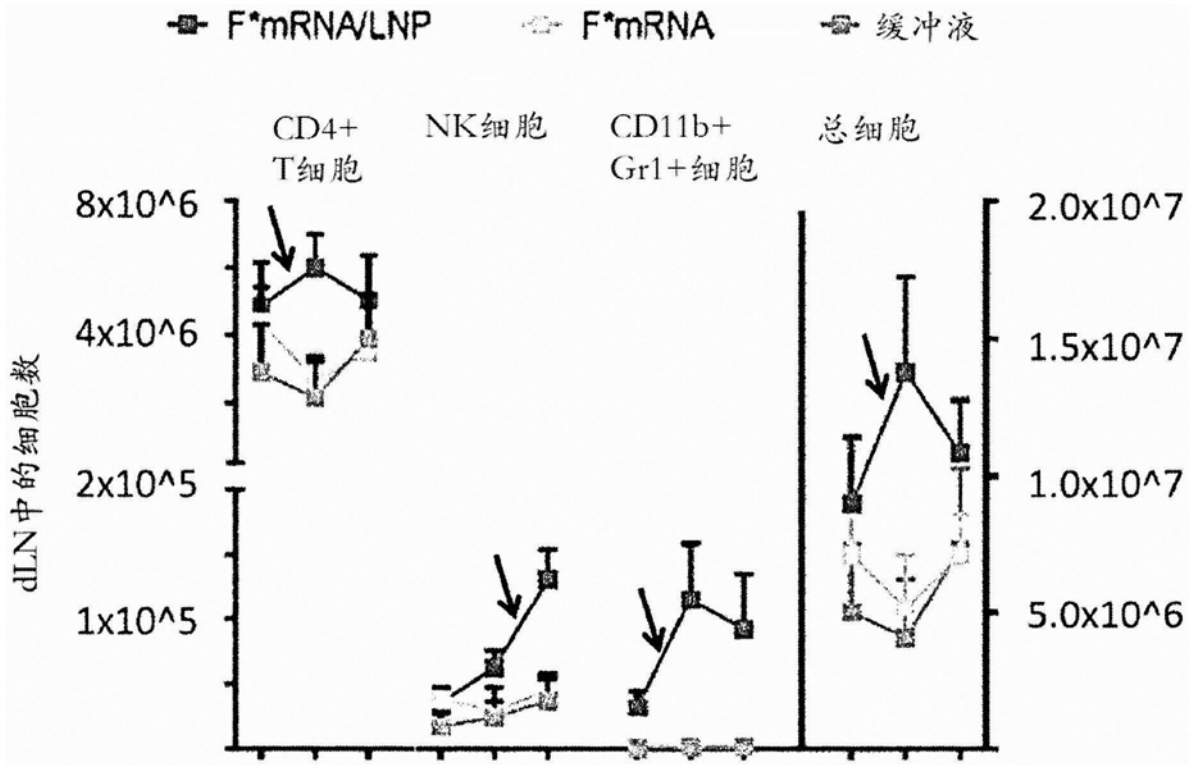 F*mRNA/LNP F*mRNA 缓冲液
CD4+
T细胞
NK细胞
CD11b+
Gr1+细胞
总细胞
8x10^6
4x10^6
2x10^5
1x10^5
dLN中的细胞数
2.0x10^7
1.5x10^7
1.0x10^7
5.0x10^6